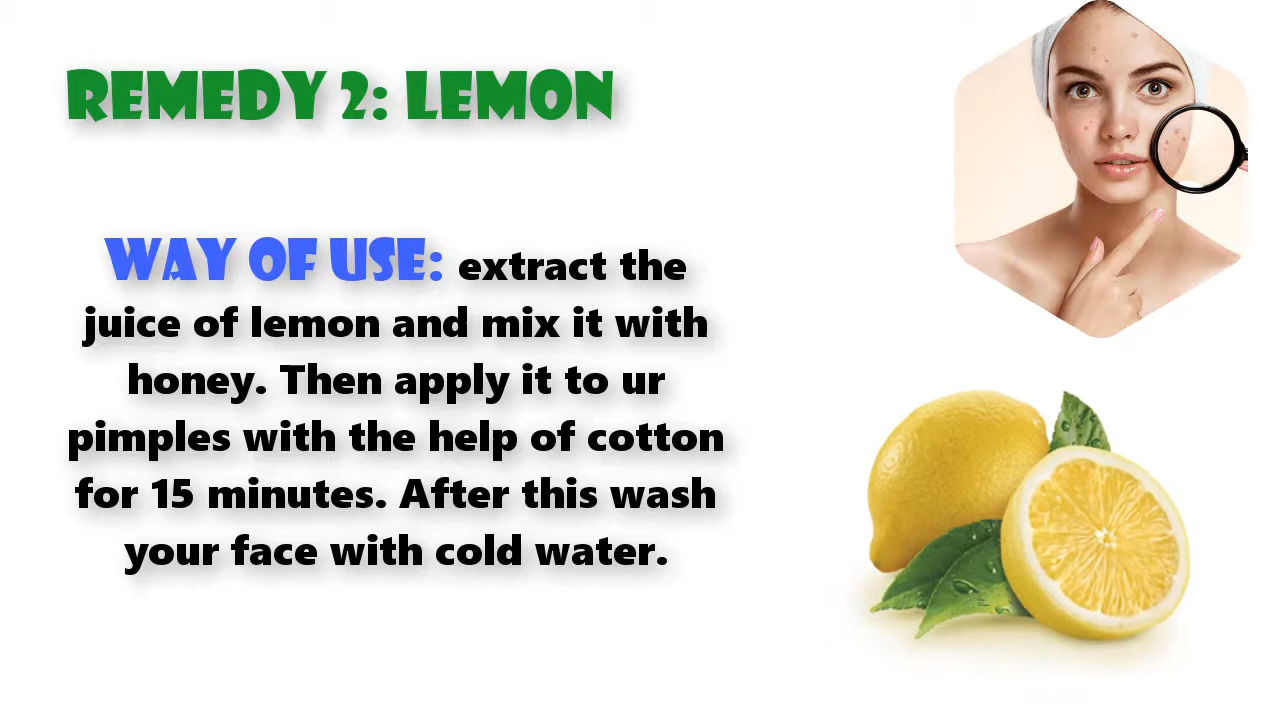 REMEDY 2: LEMON
WAY OF USE: extract the
juice of lemon and mix it with
honey. Then apply it to ur
pimples with the help of cotton
for 15 minutes. After this wash
your face with cold water.